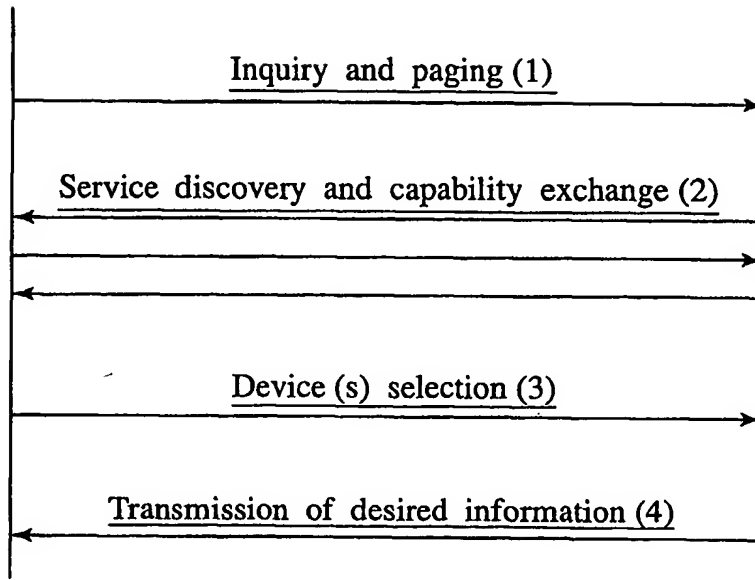 Inquiry and paging (1)
Service discovery and capability exchange (2)
Device (s) selection (3)
Transmission of desired information (4)